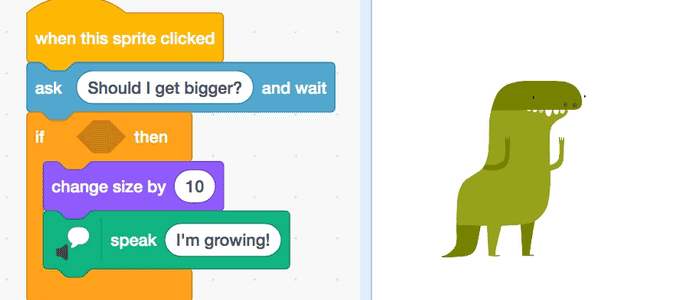 when this sprite clicked
ask Should I get bigger? and wait
if then
change size by 10
speak I'm growing!